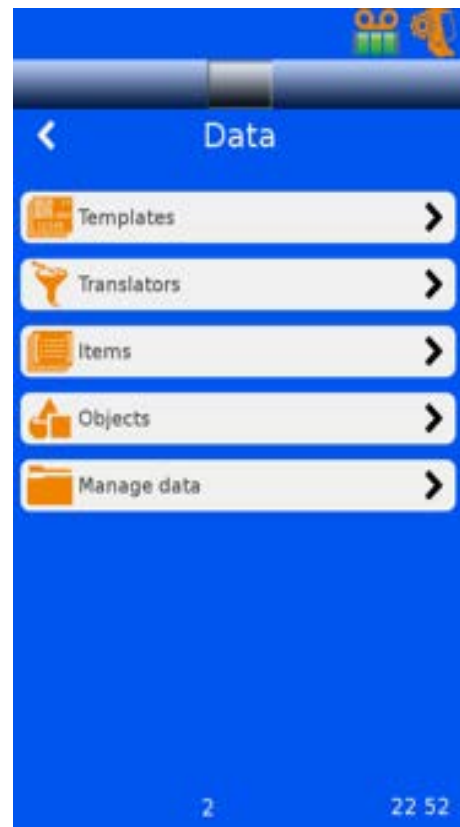 Data
Templates
Translators
Items
Objects
Manage data
2
22 52